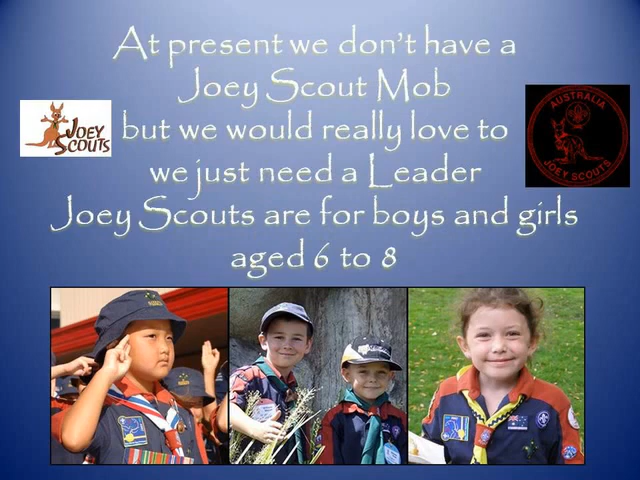 At present we don't have a
Joey Scout Mob
but we would really love to
we just need a Leader
Joey Scouts are for boys and girls
aged 6 to 8
JOEY
SCOUTS
AUSTRALIA
JOEY SCOUTS